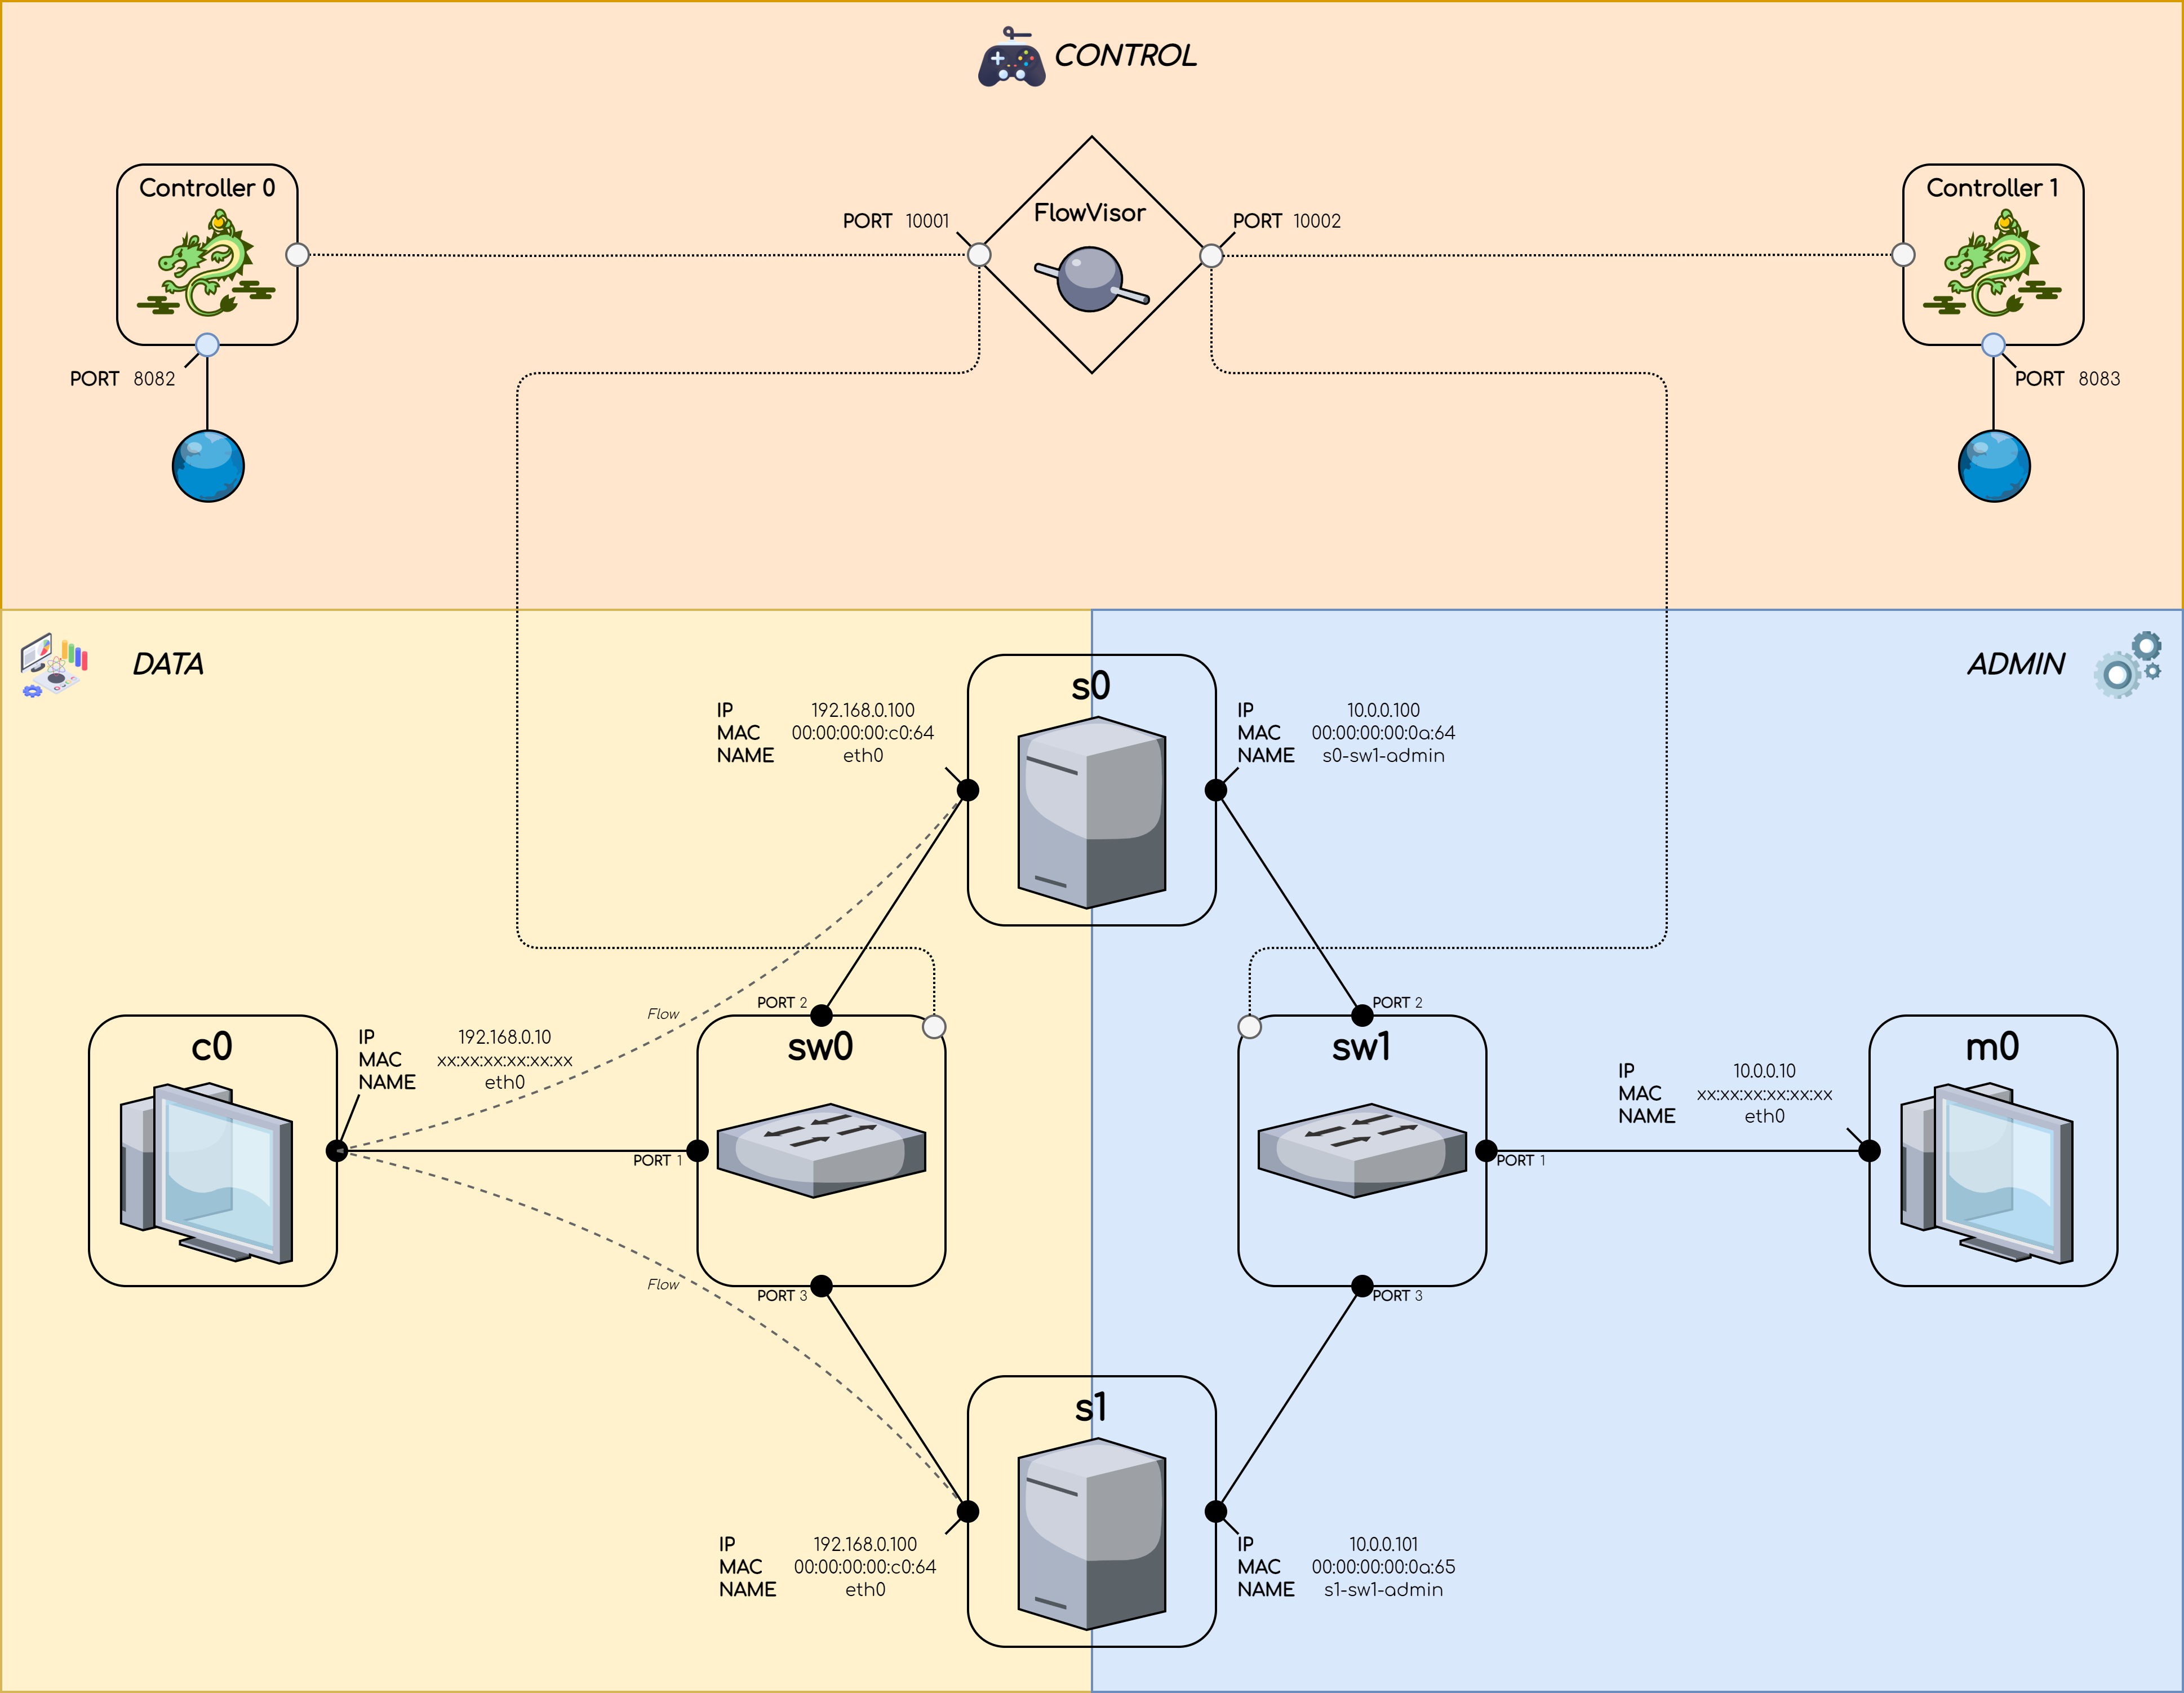 CONTROL
Controller 0
FlowVisor
Controller 1
PORT 10001
PORT 10002
PORT 8082
PORT 8083
DATA
ADMIN
s0
IP 192.168.0.100
MAC 00:00:00:00:c0:64
NAME eth0
IP 10.0.0.100
MAC 00:00:00:00:0a:64
NAME s0-sw1-admin
Flow
PORT 2
PORT 2
c0
IP 192.168.0.10
MAC xx:xx:xx:xx:xx:xx
NAME eth0
sw0
sw1
m0
IP 10.0.0.10
MAC xx:xx:xx:xx:xx:xx
NAME eth0
PORT 1
PORT 1
Flow
PORT 3
PORT 3
s1
IP 192.168.0.100
MAC 00:00:00:00:c0:64
NAME eth0
IP 10.0.0.101
MAC 00:00:00:00:0a:65
NAME s1-sw1-admin